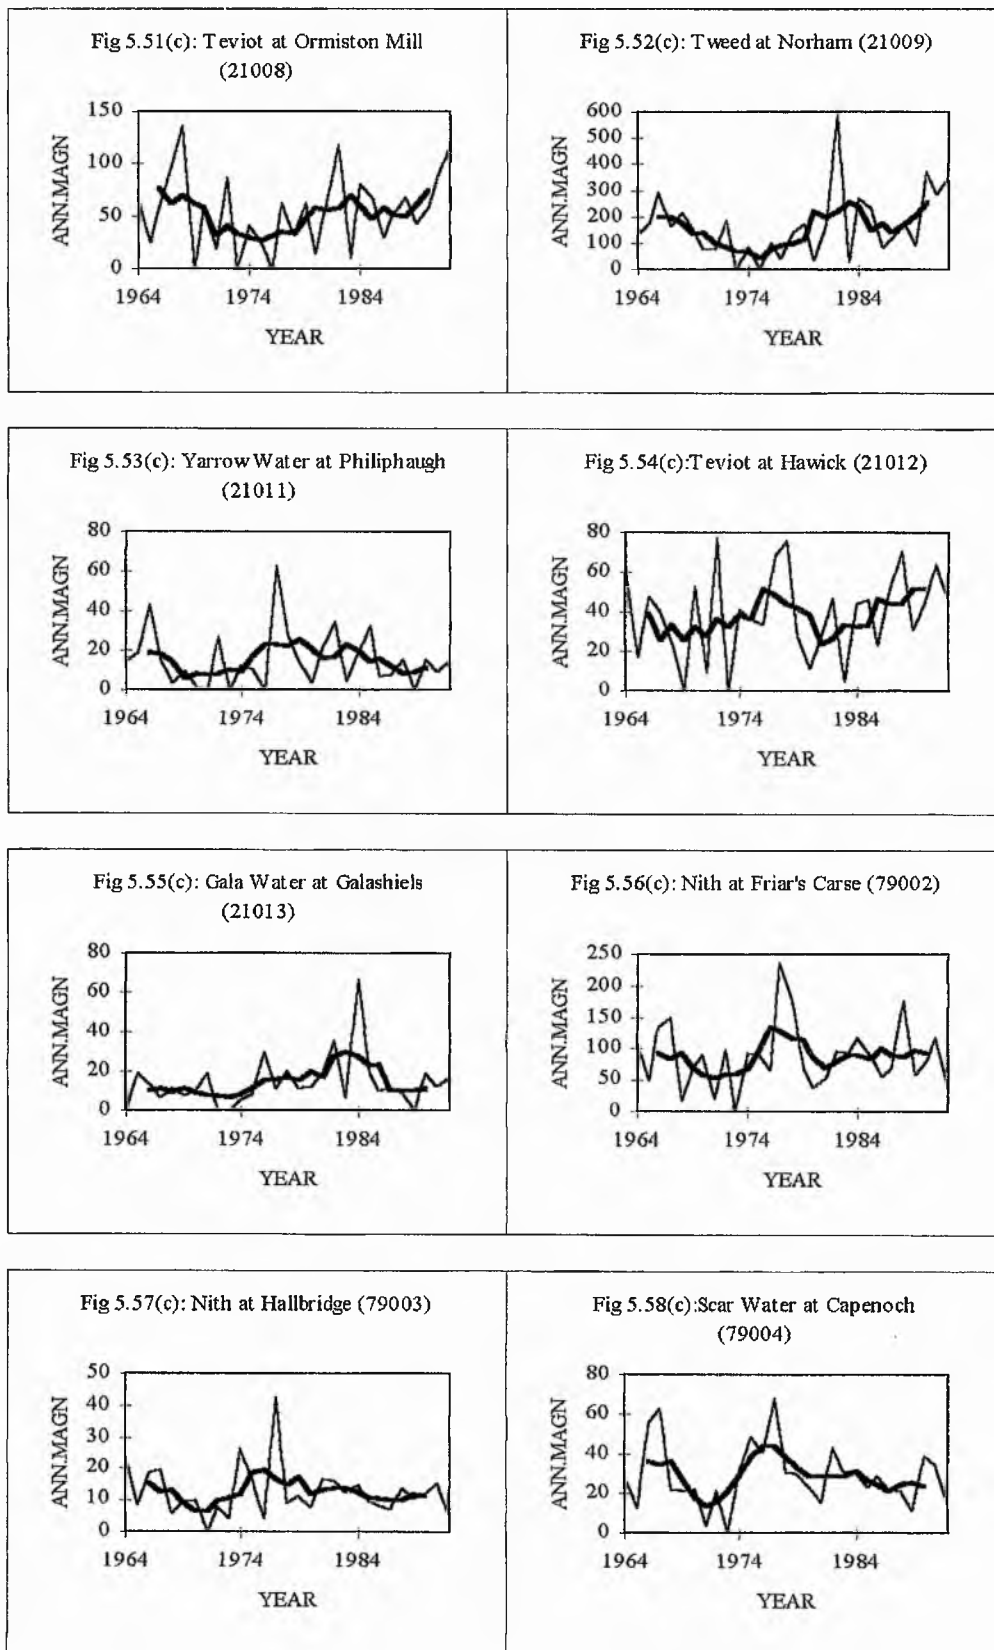 Fig 5.51(c): Teviot at Ormiston Mill
(21008)
150
100
50
0
ANN.MAGN
1964
1974
1984
YEAR
Fig 5.52(c): Tweed at Norham (21009)
600
500
400
300
200
100
0
ANN.MAGN
1964
1974
1984
YEAR
Fig 5.53(c): Yarrow Water at Philiphaugh
(21011)
80
60
40
20
0
ANN.MAGN
1964
1974
1984
YEAR
Fig 5.54(c):Teviot at Hawick (21012)
80
60
40
20
0
ANN.MAGN
1964
1974
1984
YEAR
Fig 5.55(c): Gala Water at Galashiels
(21013)
80
60
40
20
0
ANN.MAGN
1964
1974
1984
YEAR
Fig 5.56(c): Nith at Friar's Carse (79002)
250
200
150
100
50
0
ANN.MAGN
1964
1974
1984
YEAR
Fig 5.57(c): Nith at Hallbridge (79003)
50
40
30
20
10
0
ANN.MAGN
1964
1974
1984
YEAR
Fig 5.58(c):Scar Water at Capenoch
(79004)
80
60
40
20
0
ANN.MAGN
1964
1974
1984
YEAR